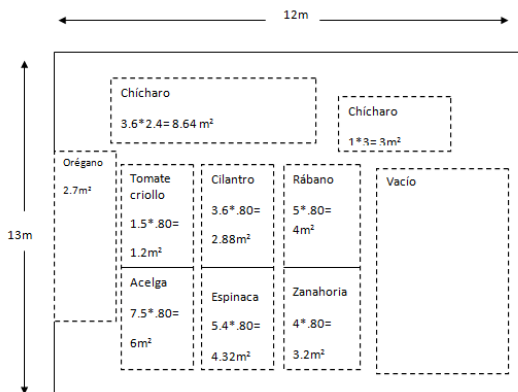 12m
Chícharo
3.6*2.4= 8.64 m²
Chícharo
1*3= 3m²
Orégano
2.7m²
Tomate
criollo
1.5*.80=
1.2m²
Cilantro
3.6*.80=
2.88m²
Rábano
5*.80=
4m²
Vacío
13m
Acelga
7.5*.80=
6m²
Espinaca
5.4*.80=
4.32m²
Zanahoria
4*.80=
3.2m²